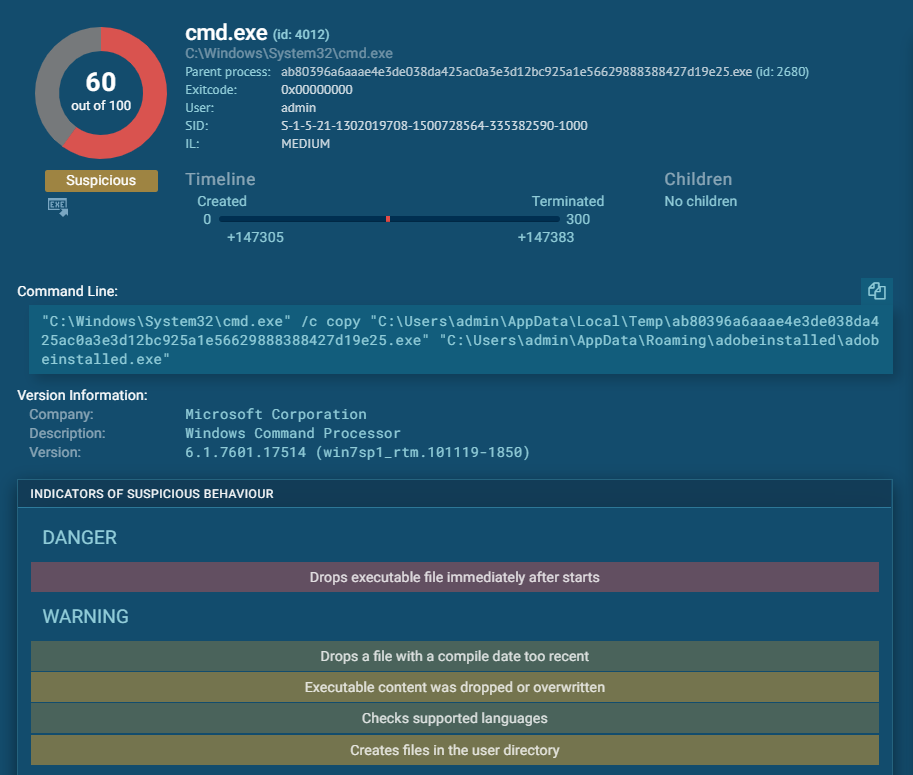 60
out of 100
Suspicious
EXE
cmd.exe (id: 4012)
C:\Windows\System32\cmd.exe
Parent process: ab80396a6aaae4e3de038da425ac0a3e3d12bc925a1e56629888388427d19e25.exe (id: 2680)
Exitcode: 0x00000000
User: admin
SID: S-1-5-21-1302019708-1500728564-335382590-1000
IL: MEDIUM
Timeline
Created Terminated
0 300
+147305 +147383
Children
No children
Command Line:
"C:\Windows\System32\cmd.exe" /c copy "C:\Users\admin\AppData\Local\Temp\ab80396a6aaae4e3de038da4
25ac0a3e3d12bc925a1e56629888388427d19e25.exe" "C:\Users\admin\AppData\Roaming\adobeinstalled\adob
einstalled.exe"
Version Information:
Company: Microsoft Corporation
Description: Windows Command Processor
Version: 6.1.7601.17514 (win7sp1_rtm.101119-1850)
INDICATORS OF SUSPICIOUS BEHAVIOUR
DANGER
Drops executable file immediately after starts
WARNING
Drops a file with a compile date too recent
Executable content was dropped or overwritten
Checks supported languages
Creates files in the user directory